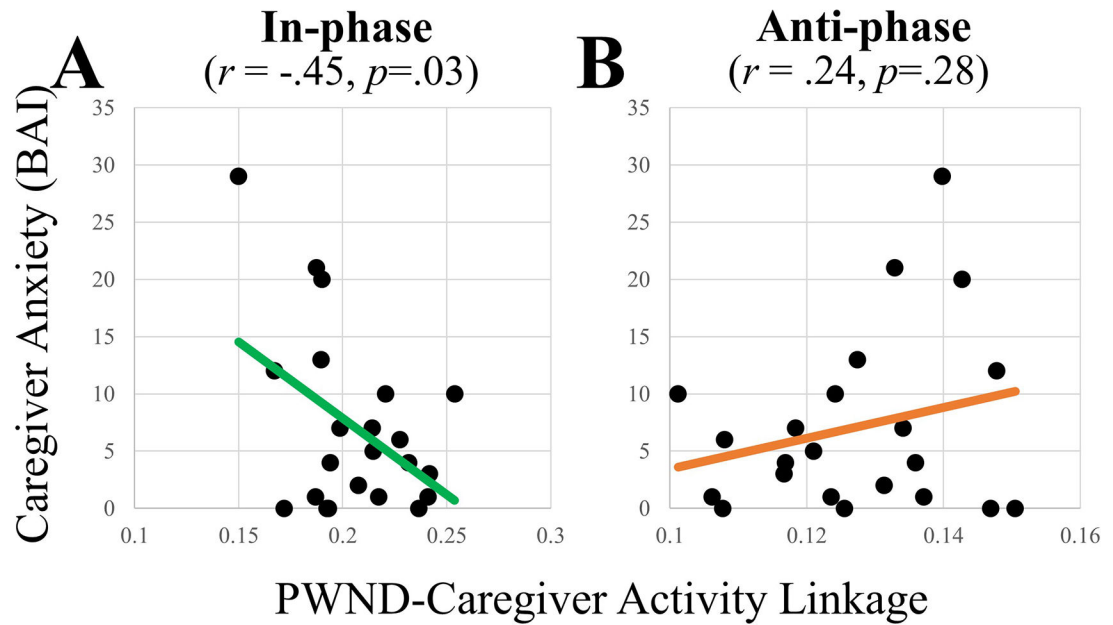 A
In-phase
(r = -.45, p=.03)
B
Anti-phase
(r = .24, p=.28)
Caregiver Anxiety (BAI)
35
30
25
20
15
10
5
0
0.1 0.15 0.2 0.25 0.3
35
30
25
20
15
10
5
0
0.1 0.12 0.14 0.16
PWND-Caregiver Activity Linkage